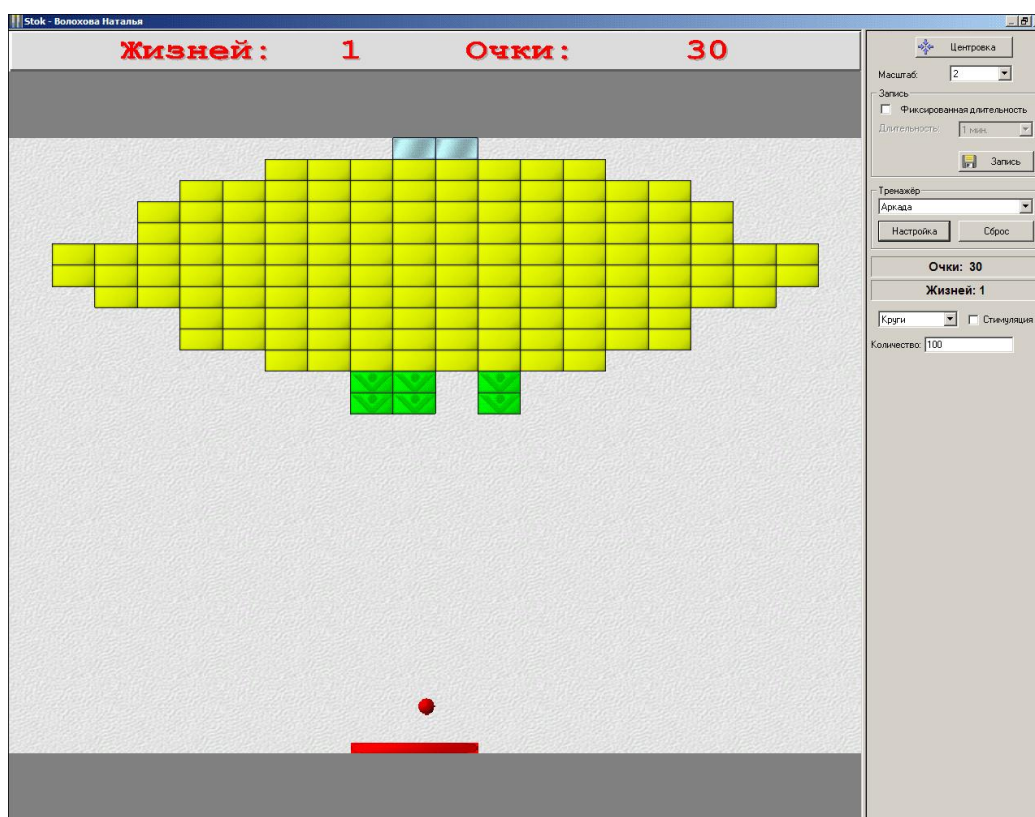 Stok - Волохова Наталья
Жизней: 1 Очки: 30
Центровка
Масштаб: 2
Запись
Фиксированная длительность
Длительность: 1 мин.
Запись
Тренажёр
Аркада
Настройка Сброс
Очки: 30
Жизней: 1
Круги Стимуляция
Количество: 100